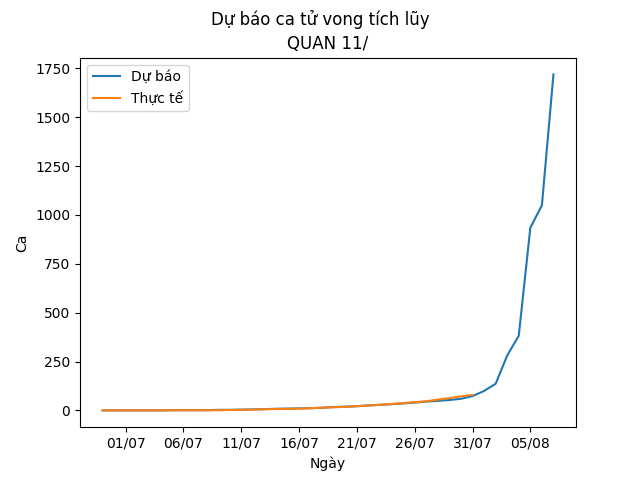 Dự báo ca tử vong tích lũy
QUAN 11/
Dự báo
Thực tế
Ca
1750
1500
1250
1000
750
500
250
0
01/07 06/07 11/07 16/07 21/07 26/07 31/07 05/08
Ngày